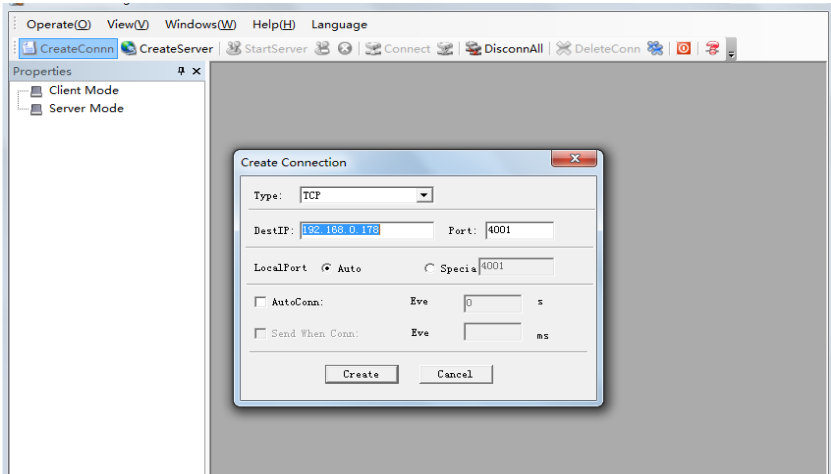 Operate(O) View(V) Windows(W) Help(H) Language
CreateConnn CreateServer StartServer Connect DisconnAll DeleteConn
Properties
Client Mode
Server Mode
Create Connection
Type: TCP
DestIP: 192.168.0.178 Port: 4001
LocalPort Auto Specia 4001
AutoConn: Eve 0 s
Send When Conn: Eve ms
Create Cancel